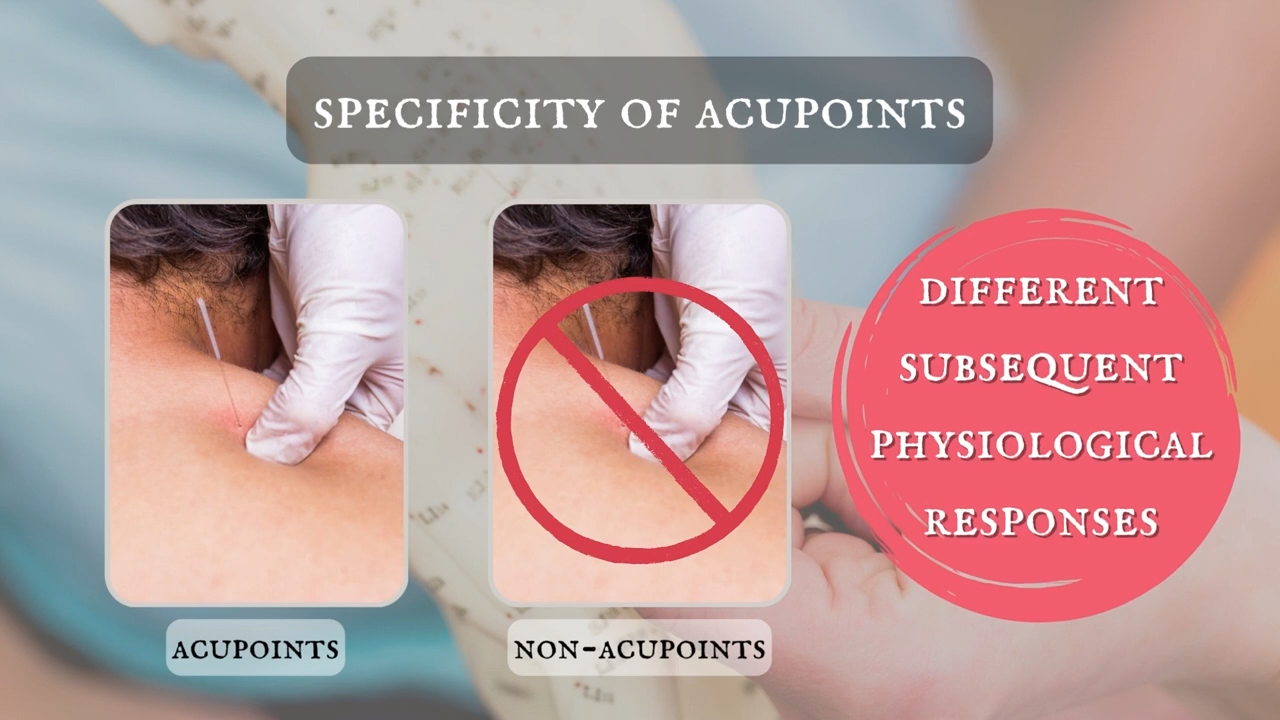 SPECIFICITY OF ACUPOINTS
DIFFERENT
SUBSEQUENT
PHYSIOLOGICAL
RESPONSES
ACUPOINTS
NON-ACUPOINTS